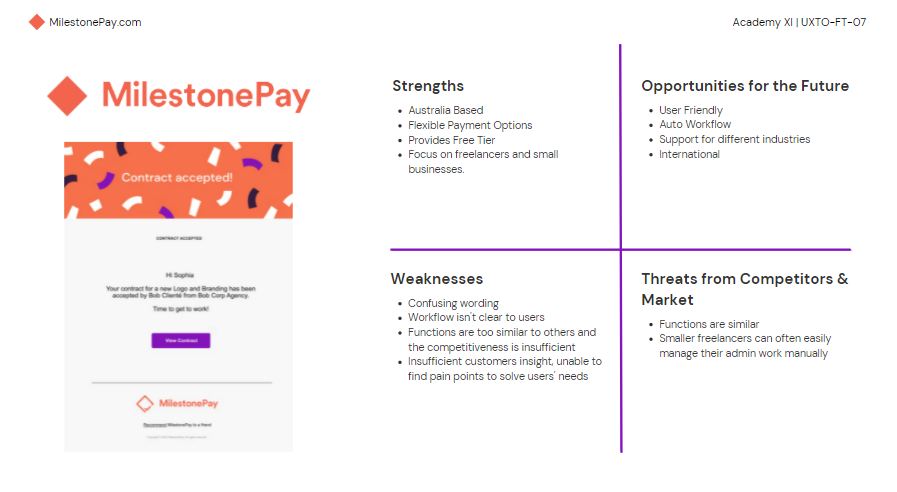 MilestonePay.com
Academy XI | UXTO-FT-07
MilestonePay
Contract accepted!
CONTRACT ACCEPTED
Hi Sophia
Your contract for a new Logo and Branding has been
accepted by Bob Clienté from Bob Corp Agency.
Time to get to work!
View Contract
MilestonePay
Recommend MilestonePay to a friend
Strengths
• Australia Based
• Flexible Payment Options
• Provides Free Tier
• Focus on freelancers and small
businesses.
Opportunities for the Future
• User Friendly
• Auto Workflow
• Support for different industries
• International
Weaknesses
• Confusing wording
• Workflow isn't clear to users
• Functions are too similar to others and
the competitiveness is insufficient
• Insufficient customers insight, unable to
find pain points to solve users' needs
Threats from Competitors &
Market
• Functions are similar
• Smaller freelancers can often easily
manage their admin work manually